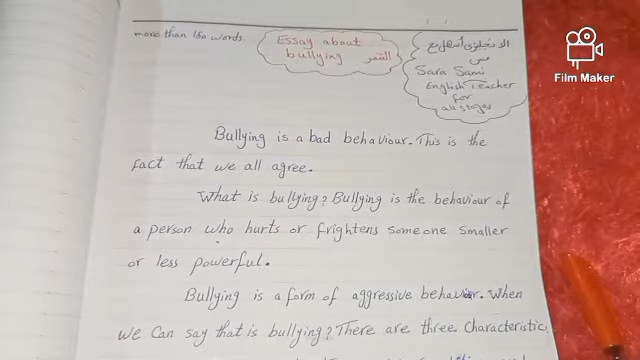 more than 150 words.
Essay about
bullying التنمر
الانجليزى أسهل مع
مس
Sara Sami
English Teacher
for
all stages
Film Maker
Bullying is a bad behaviour. This is the
fact that we all agree.
What is bullying? Bullying is the behaviour of
a person who hurts or frightens someone smaller
or less powerful.
Bullying is a form of aggressive behavior. When
we can say that is bullying? There are three characteristic